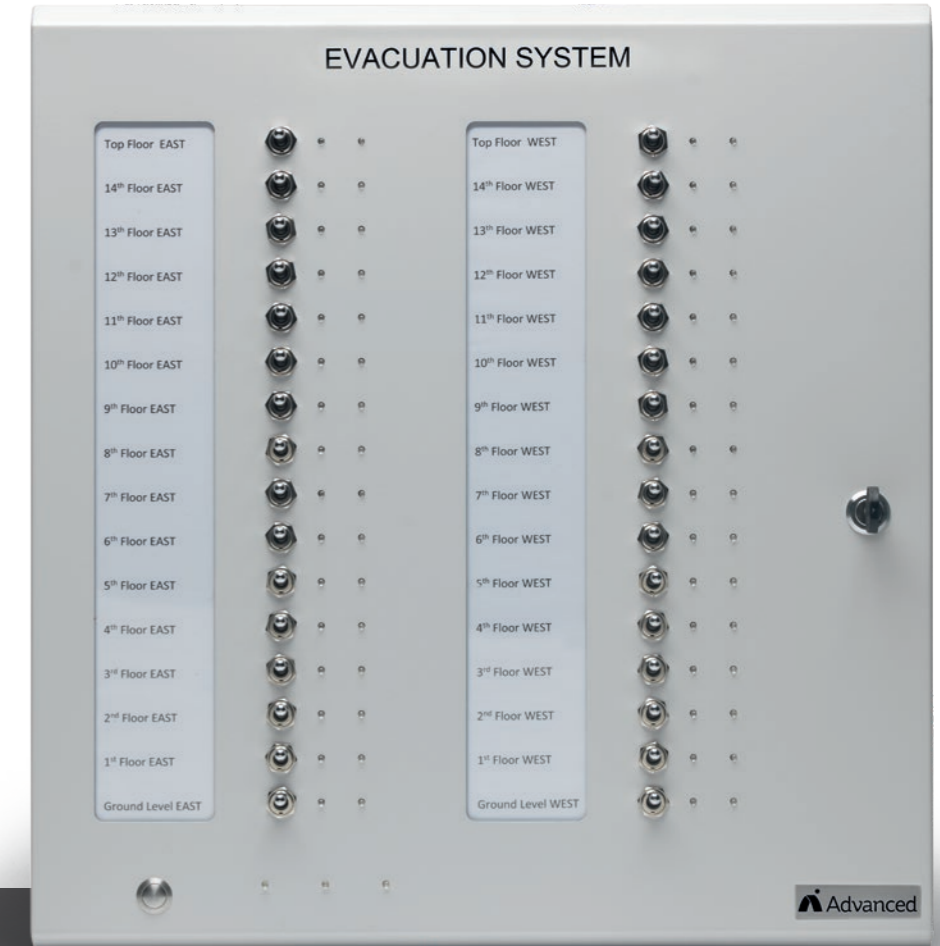 EVACUATION SYSTEM
Top Floor EAST
14th Floor EAST
13th Floor EAST
12th Floor EAST
11th Floor EAST
10th Floor EAST
9th Floor EAST
8th Floor EAST
7th Floor EAST
6th Floor EAST
5th Floor EAST
4th Floor EAST
3rd Floor EAST
2nd Floor EAST
1st Floor EAST
Ground Level EAST
Top Floor WEST
14th Floor WEST
13th Floor WEST
12th Floor WEST
11th Floor WEST
10th Floor WEST
9th Floor WEST
8th Floor WEST
7th Floor WEST
6th Floor WEST
5th Floor WEST
4th Floor WEST
3rd Floor WEST
2nd Floor WEST
1st Floor WEST
Ground Level WEST
Advanced